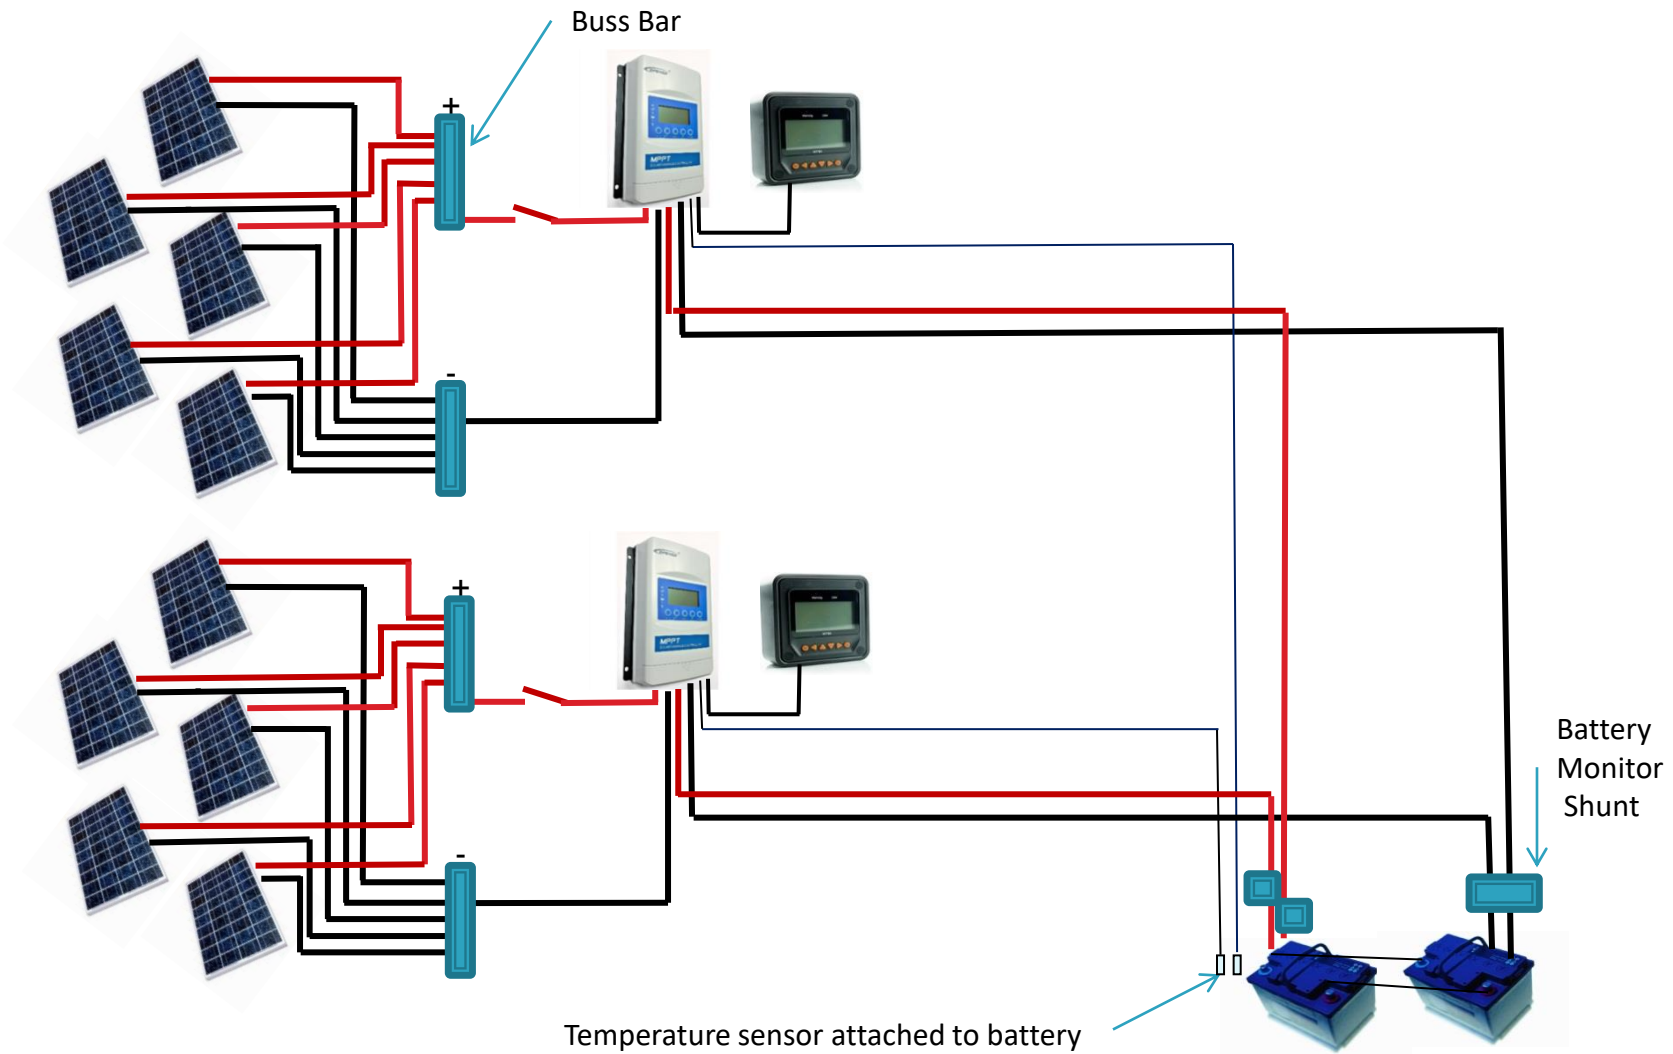 Buss Bar
+
MPPT
-
+
MPPT
-
Battery
Monitor
Shunt
Temperature sensor attached to battery